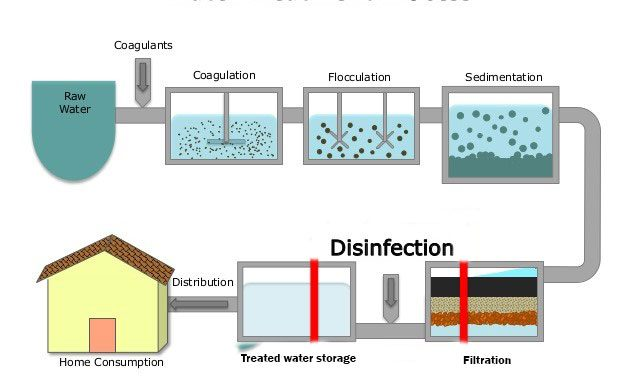 Coagulants
Coagulation
Flocculation
Sedimentation
Raw
Water
Disinfection
Distribution
Home Consumption
Treated water storage
Filtration